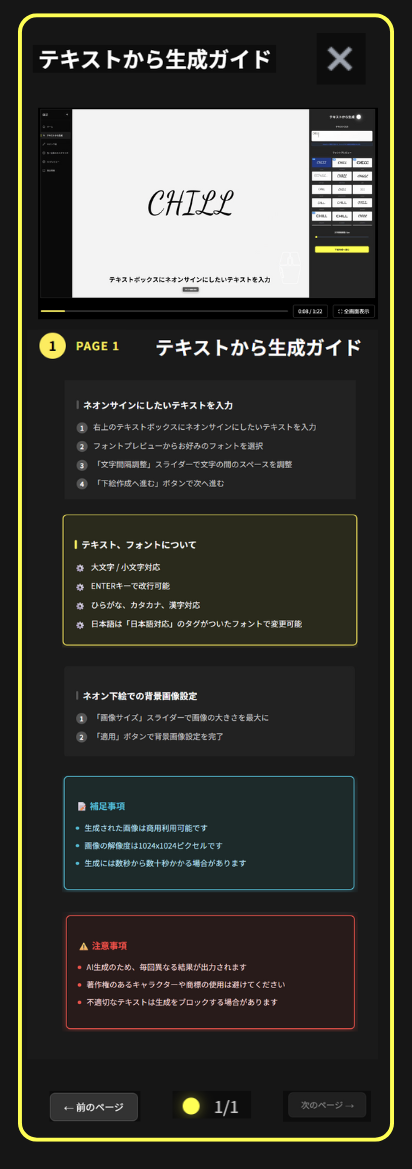 テキストから生成ガイド
CHILL
テキストボックスにネオンサインにしたいテキストを入力
0:08 / 1:22
全画面表示
1
PAGE 1
テキストから生成ガイド
ネオンサインにしたいテキストを入力
1 右上のテキストボックスにネオンサインにしたいテキストを入力
2 フォントプレビューからお好みのフォントを選択
3 「文字間隔調整」スライダーで文字の間のスペースを調整
4 「下絵作成へ進む」ボタンで次へ進む
テキスト、フォントについて
大文字 / 小文字対応
ENTERキーで改行可能
ひらがな、カタカナ、漢字対応
日本語は「日本語対応」のタグがついたフォントで変更可能
ネオン下絵での背景画像設定
1 「画像サイズ」スライダーで画像の大きさを最大に
2 「適用」ボタンで背景画像設定を完了
補足事項
生成された画像は商用利用可能です
画像の解像度は1024x1024ピクセルです
生成には数秒から数十秒かかる場合があります
注意事項
AI生成のため、毎回異なる結果が出力されます
著作権のあるキャラクターや商標の使用は避けてください
不適切なテキストは生成をブロックする場合があります
← 前のページ
1/1
次のページ →